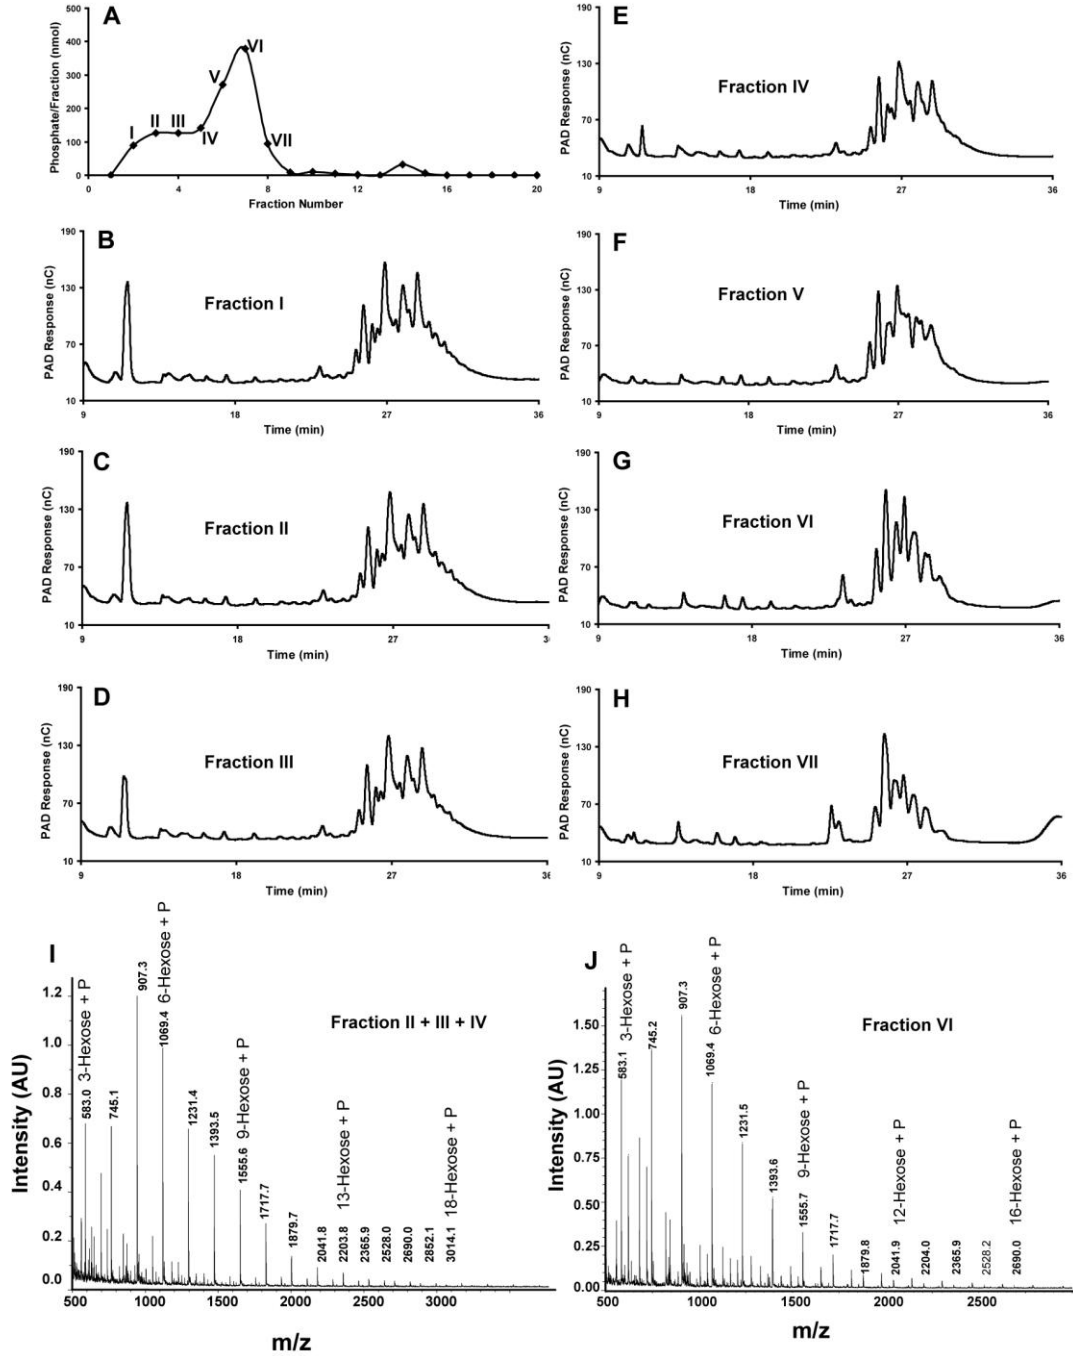 A
Phosphate/Fraction (nmol)
500
400
300
200
100
0
I
II
III
IV
V
VI
VII
0
4
8
12
16
20
Fraction Number
B
PAD Response (nC)
190
130
70
10
Fraction I
9
18
27
36
Time (min)
C
PAD Response (nC)
190
130
70
10
Fraction II
9
18
27
Time (min)
D
PAD Response (nC)
190
130
70
10
Fraction III
9
18
27
36
Time (min)
E
PAD Response (nC)
190
130
70
10
Fraction IV
9
18
27
36
Time (min)
F
PAD Response (nC)
190
130
70
10
Fraction V
9
18
27
36
Time (min)
G
PAD Response (nC)
190
130
70
10
Fraction VI
9
18
27
36
Time (min)
H
PAD Response (nC)
190
130
70
10
Fraction VII
9
18
27
36
Time (min)
I
Intensity (AU)
1.2
1.0
0.8
0.6
0.4
0.2
0.0
Fraction II + III + IV
583.0 3-Hexose + P
745.1
907.3
1069.4 6-Hexose + P
1231.4
1393.5
1555.6 9-Hexose + P
1717.7
1879.7
2041.8
2203.8 13-Hexose + P
2365.9
2528.0
2690.0
2852.1
3014.1 18-Hexose + P
500
1000
1500
2000
2500
3000
m/z
J
Intensity (AU)
1.50
1.25
1.00
0.75
0.50
0.25
0.00
Fraction VI
583.1 3-Hexose + P
745.2
907.3
1069.4 6-Hexose + P
1231.5
1393.6
1555.7 9-Hexose + P
1717.7
1879.8
2041.9 12-Hexose + P
2204.0
2365.9
2528.2
2690.0 16-Hexose + P
500
1000
1500
2000
2500
m/z